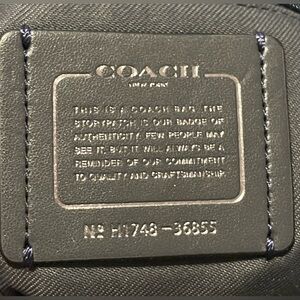 COACH
NEW YORK
THIS IS A COACH BAG. THE
STORYPATCH IS OUR BADGE OF
AUTHENTICITY. FEW PEOPLE MAY
SEE IT, BUT IT WILL ALWAYS BE A
REMINDER OF OUR COMMITMENT
TO QUALITY AND CRAFTSMANSHIP.
Nº H1748-36855